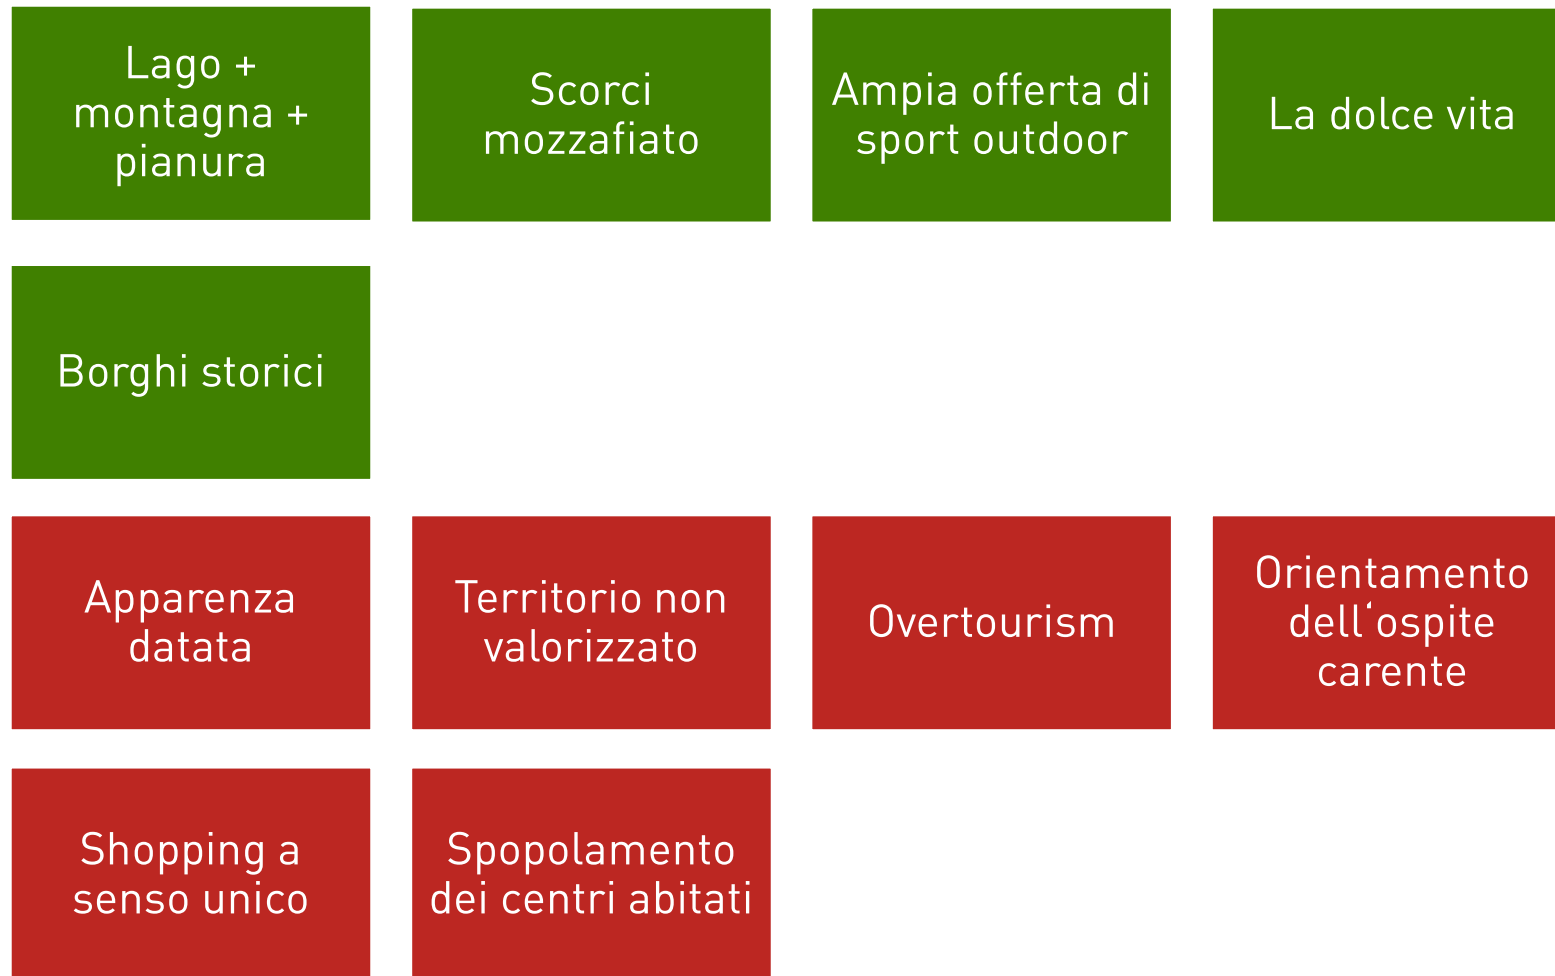 Lago +
montagna +
pianura
Scorci
mozzafiato
Ampia offerta di
sport outdoor
La dolce vita
Borghi storici
Apparenza
datata
Territorio non
valorizzato
Overtourism
Orientamento
dell‘ospite
carente
Shopping a
senso unico
Spopolamento
dei centri abitati